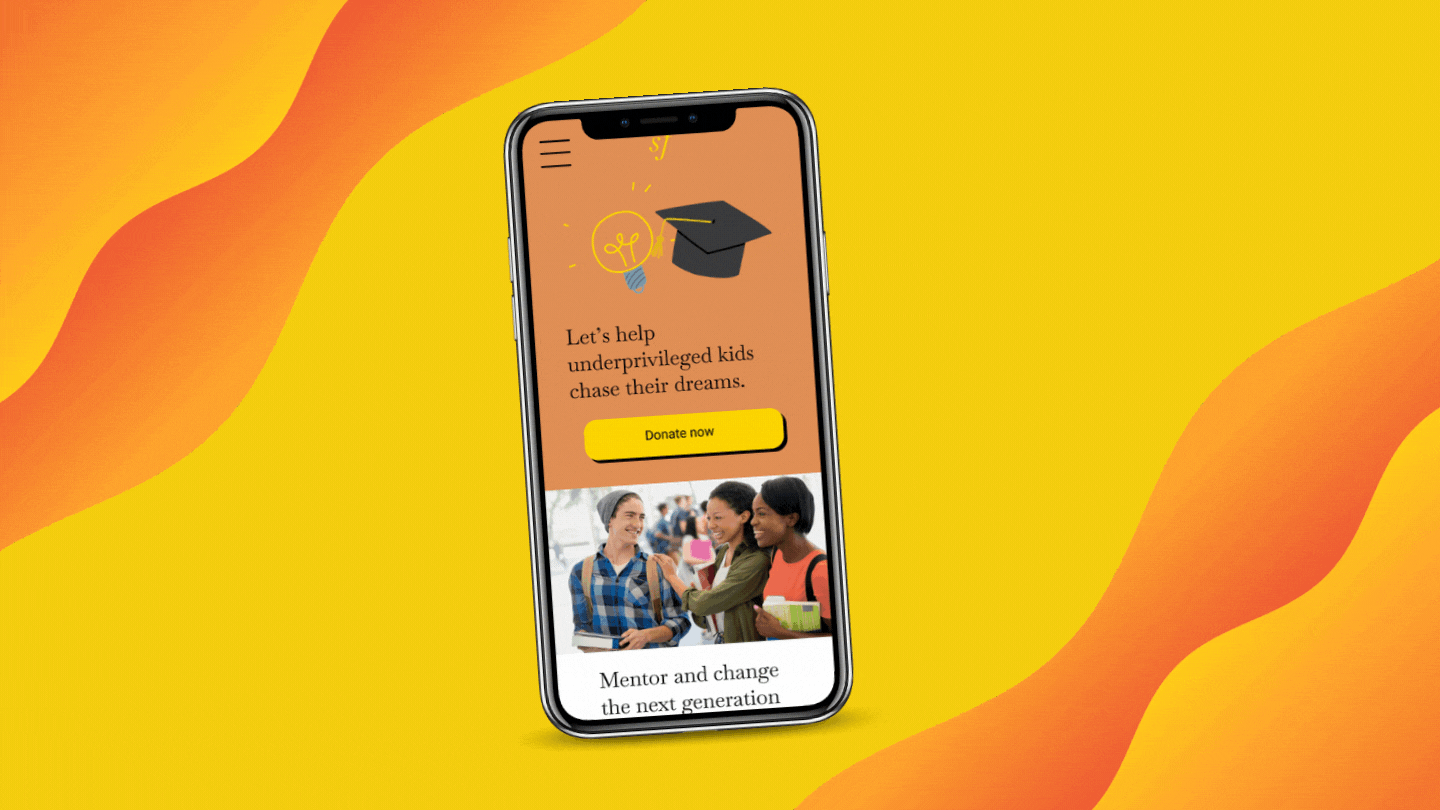 sf
Let's help
underprivileged kids
chase their dreams.
Donate now
Mentor and change
the next generation